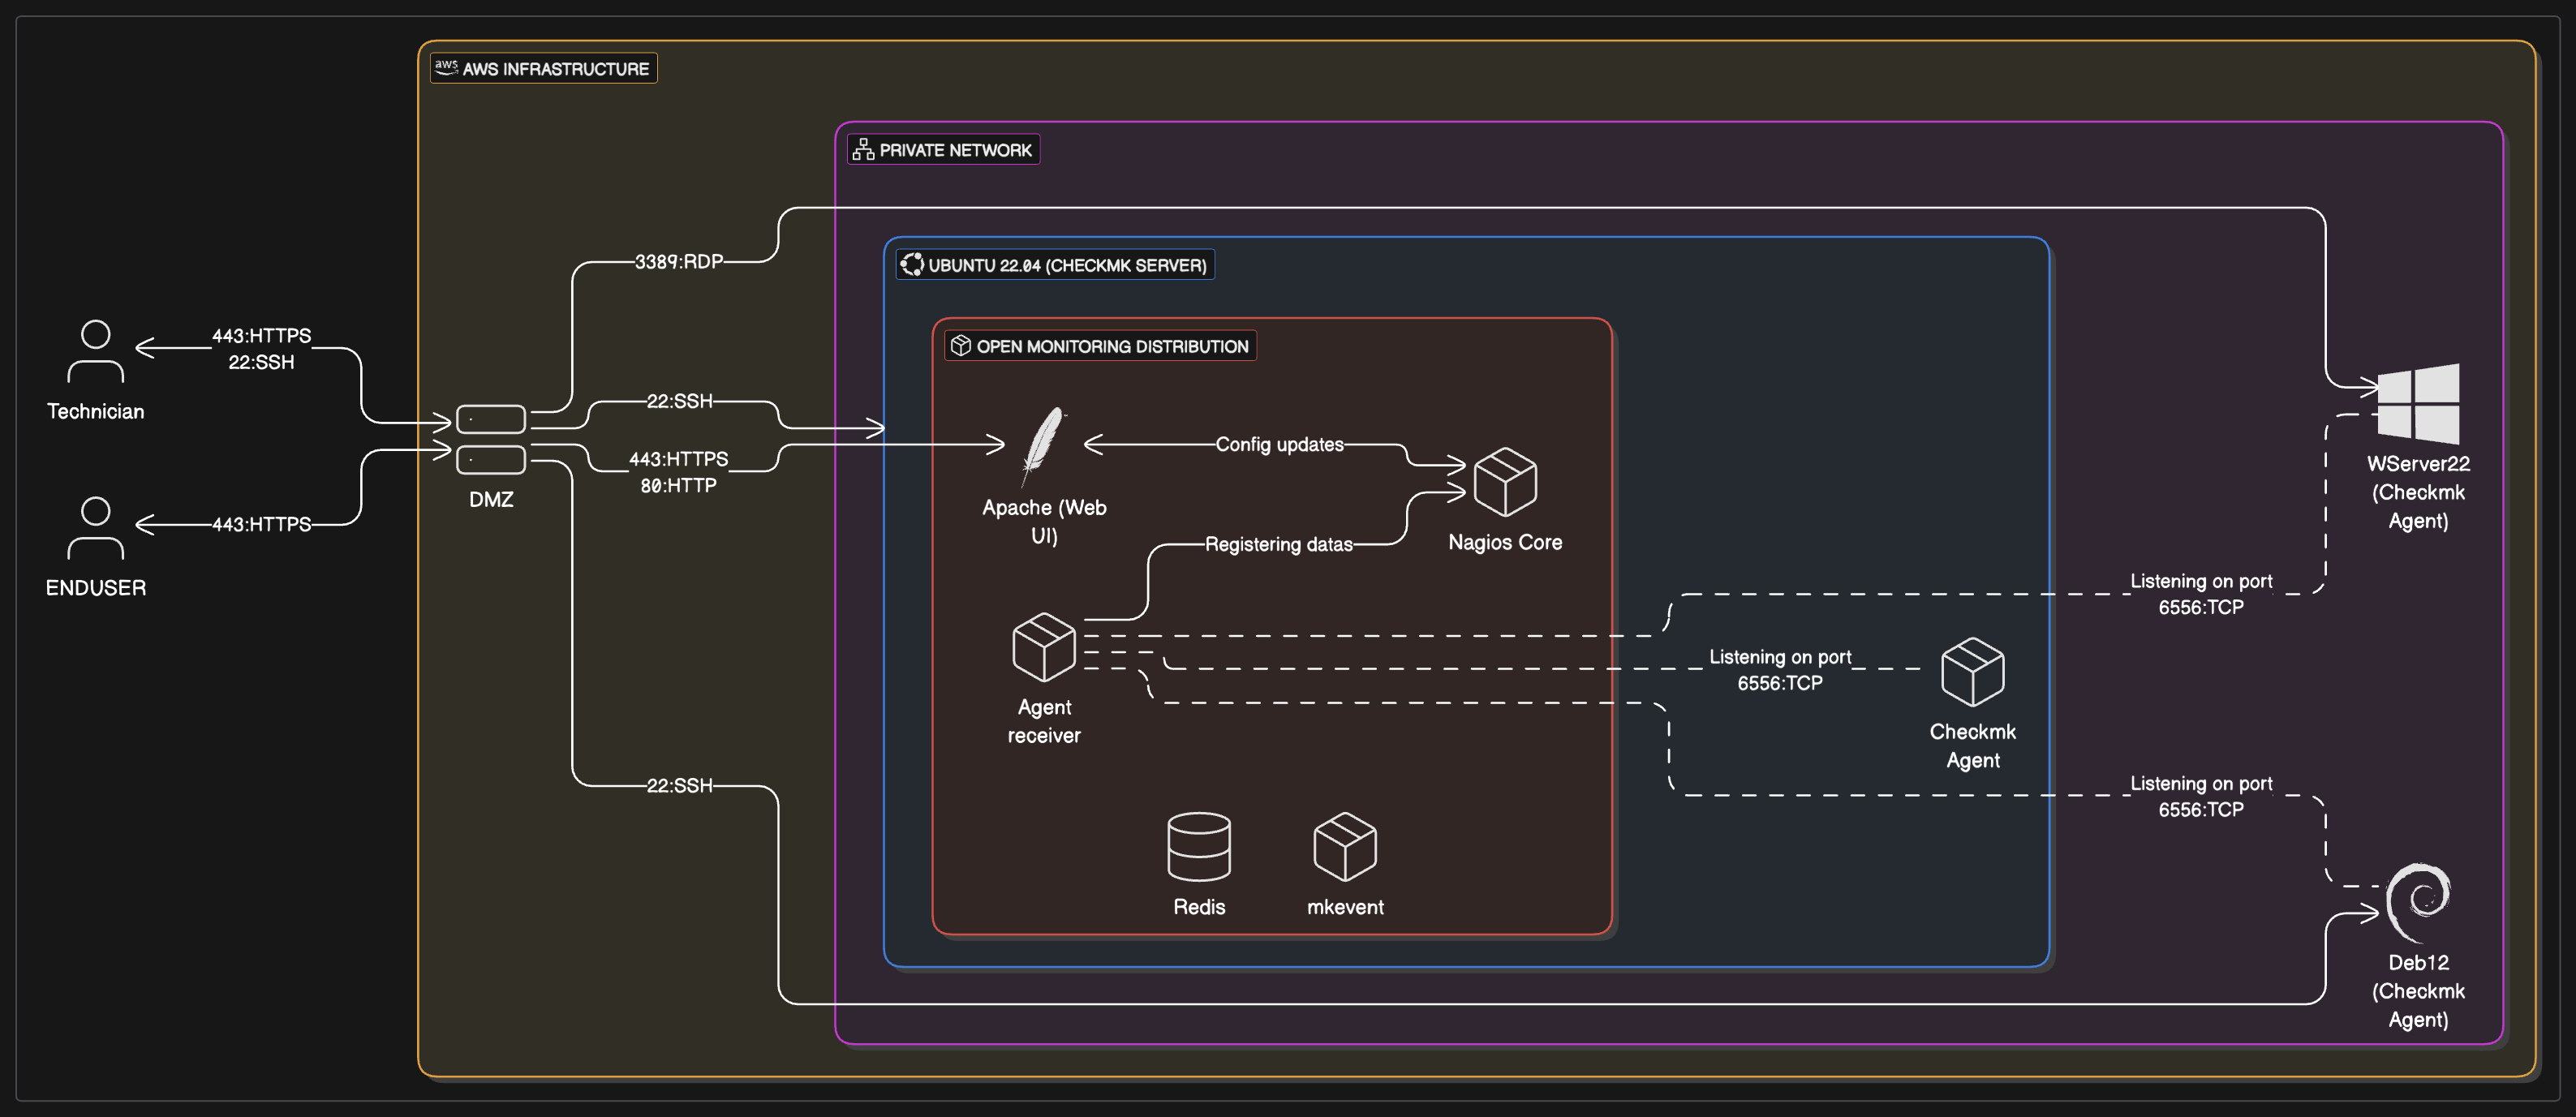 aws AWS INFRASTRUCTURE
PRIVATE NETWORK
3389:RDP
UBUNTU 22.04 (CHECKMK SERVER)
OPEN MONITORING DISTRIBUTION
443:HTTPS
22:SSH
Technician
22:SSH
443:HTTPS
80:HTTP
DMZ
443:HTTPS
ENDUSER
Config updates
Apache (Web
UI)
Nagios Core
Registering datas
WServer22
(Checkmk
Agent)
Listening on port
6556:TCP
Agent
receiver
Listening on port
6556:TCP
Checkmk
Agent
22:SSH
Listening on port
6556:TCP
Redis
mkevent
Deb12
(Checkmk
Agent)